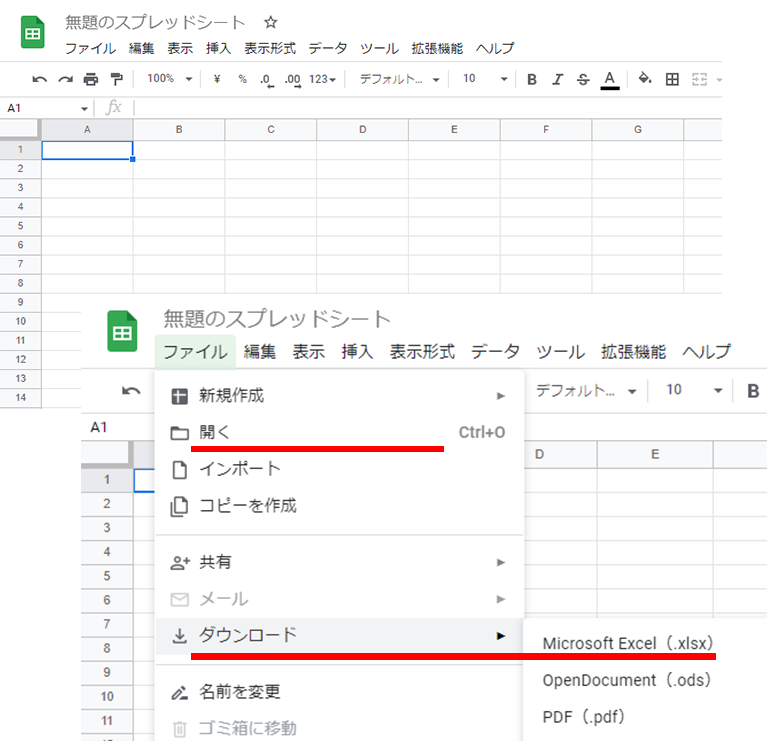 無題のスプレッドシート
ファイル 編集 表示 挿入 表示形式 データ ツール 拡張機能 ヘルプ
100% ¥ % .0 .00 123 デフォルト... 10 B I S A
A1 fx
A B C D E F G
1
2
3
4
5
6
7
8
9
10
11
12
13
14
無題のスプレッドシート
ファイル 編集 表示 挿入 表示形式 データ ツール 拡張機能 ヘルプ
デフォルト... 10 B
A1
D E
1
2
3
4
5
6
7
8
9
10
11
新規作成
開く Ctrl+O
インポート
コピーを作成
共有
メール
ダウンロード
Microsoft Excel（.xlsx）
OpenDocument（.ods）
PDF（.pdf）
名前を変更
ゴミ箱に移動